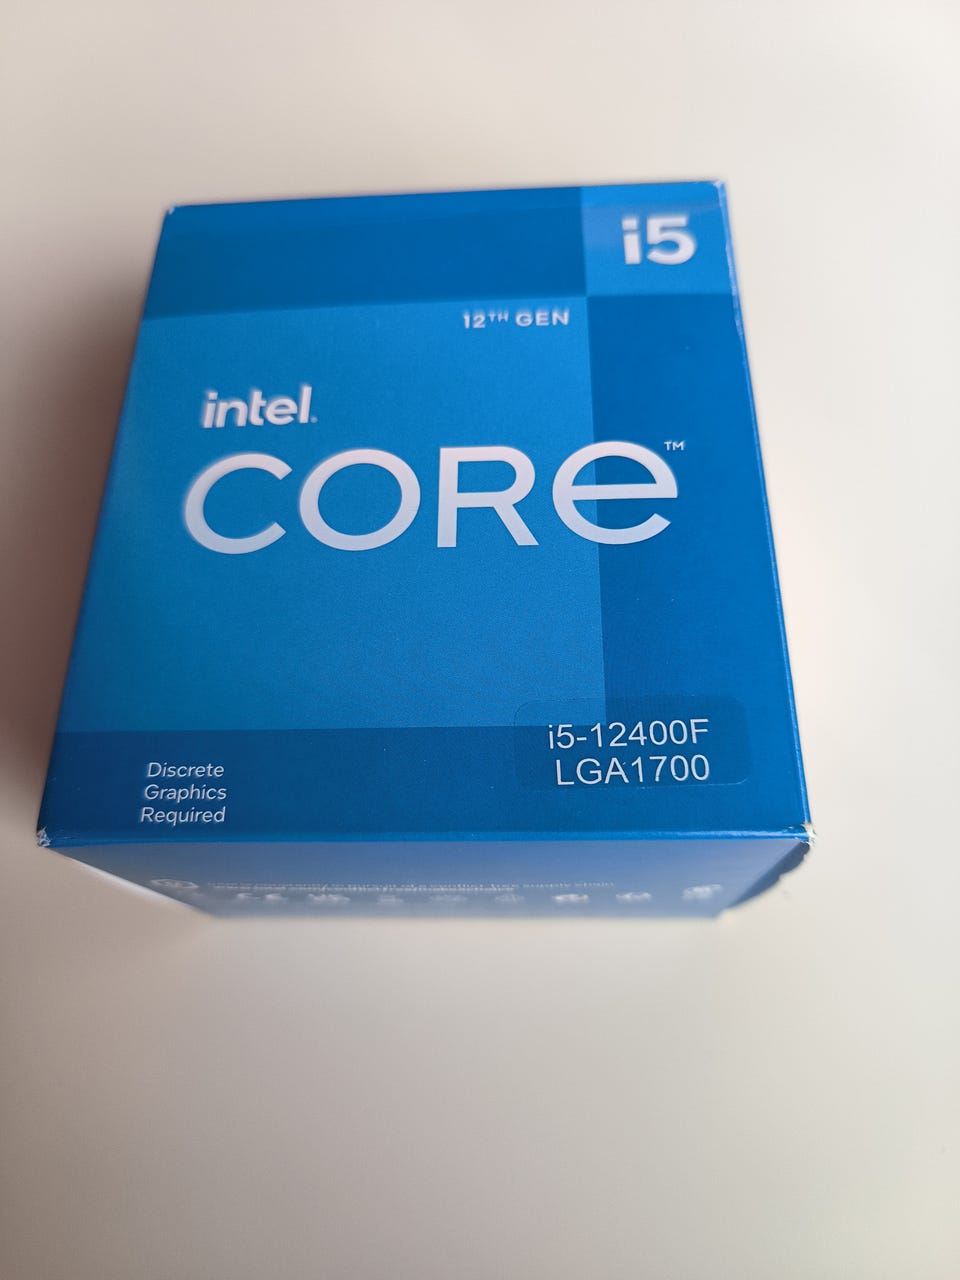 i5
12TH GEN
intel.
CORE™
i5-12400F
LGA1700
Discrete
Graphics
Required